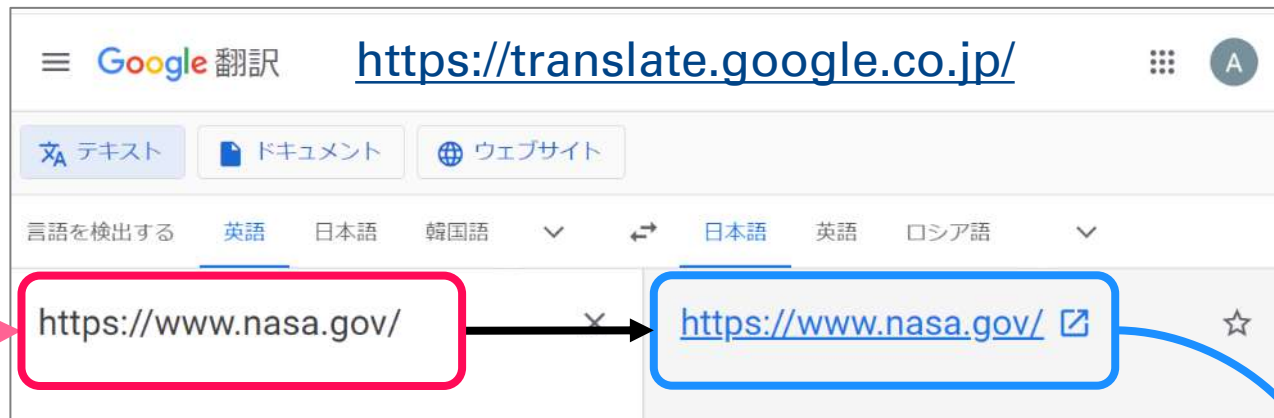 Google 翻訳 https://translate.google.co.jp/ A
テキスト ドキュメント ウェブサイト
言語を検出する 英語 日本語 韓国語 日本語 英語 ロシア語
https://www.nasa.gov/ https://www.nasa.gov/